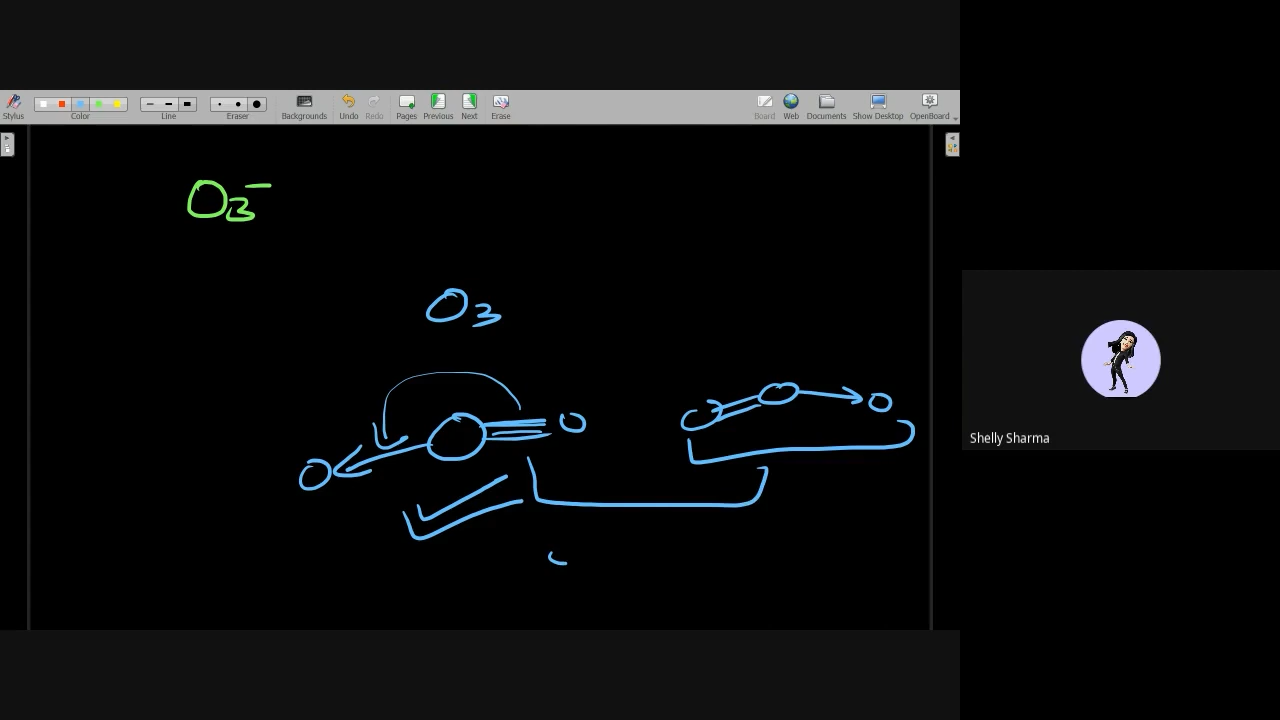 Stylus Color Line Eraser Backgrounds Undo Redo Pages Previous Next Erase Board Web Documents Show Desktop OpenBoard
O3-
O3
O O O
O O O
Shelly Sharma